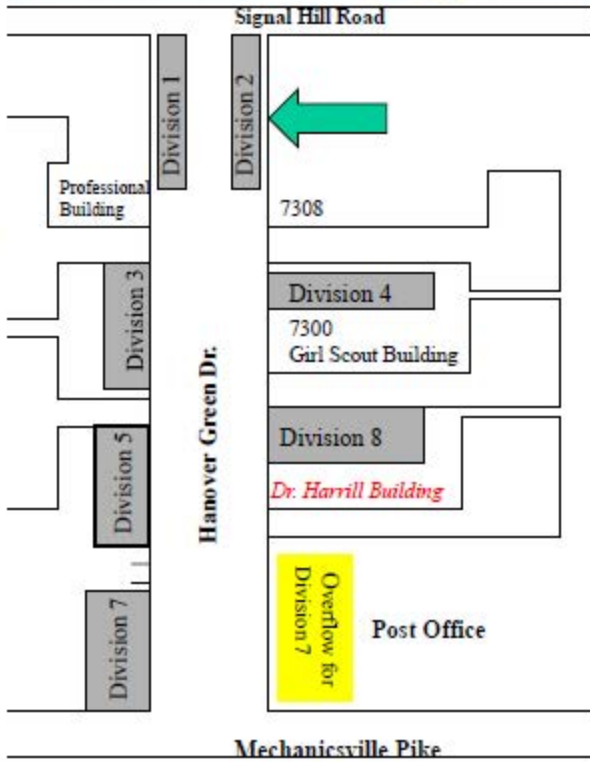 Signal Hill Road
Division 1
Division 2
Professional
Building
7308
Division 3
Division 4
7300
Girl Scout Building
Hanover Green Dr.
Division 8
Division 5
Dr. Harrill Building
Overflow for
Division 7
Post Office
Division 7
Mechanicsville Pike